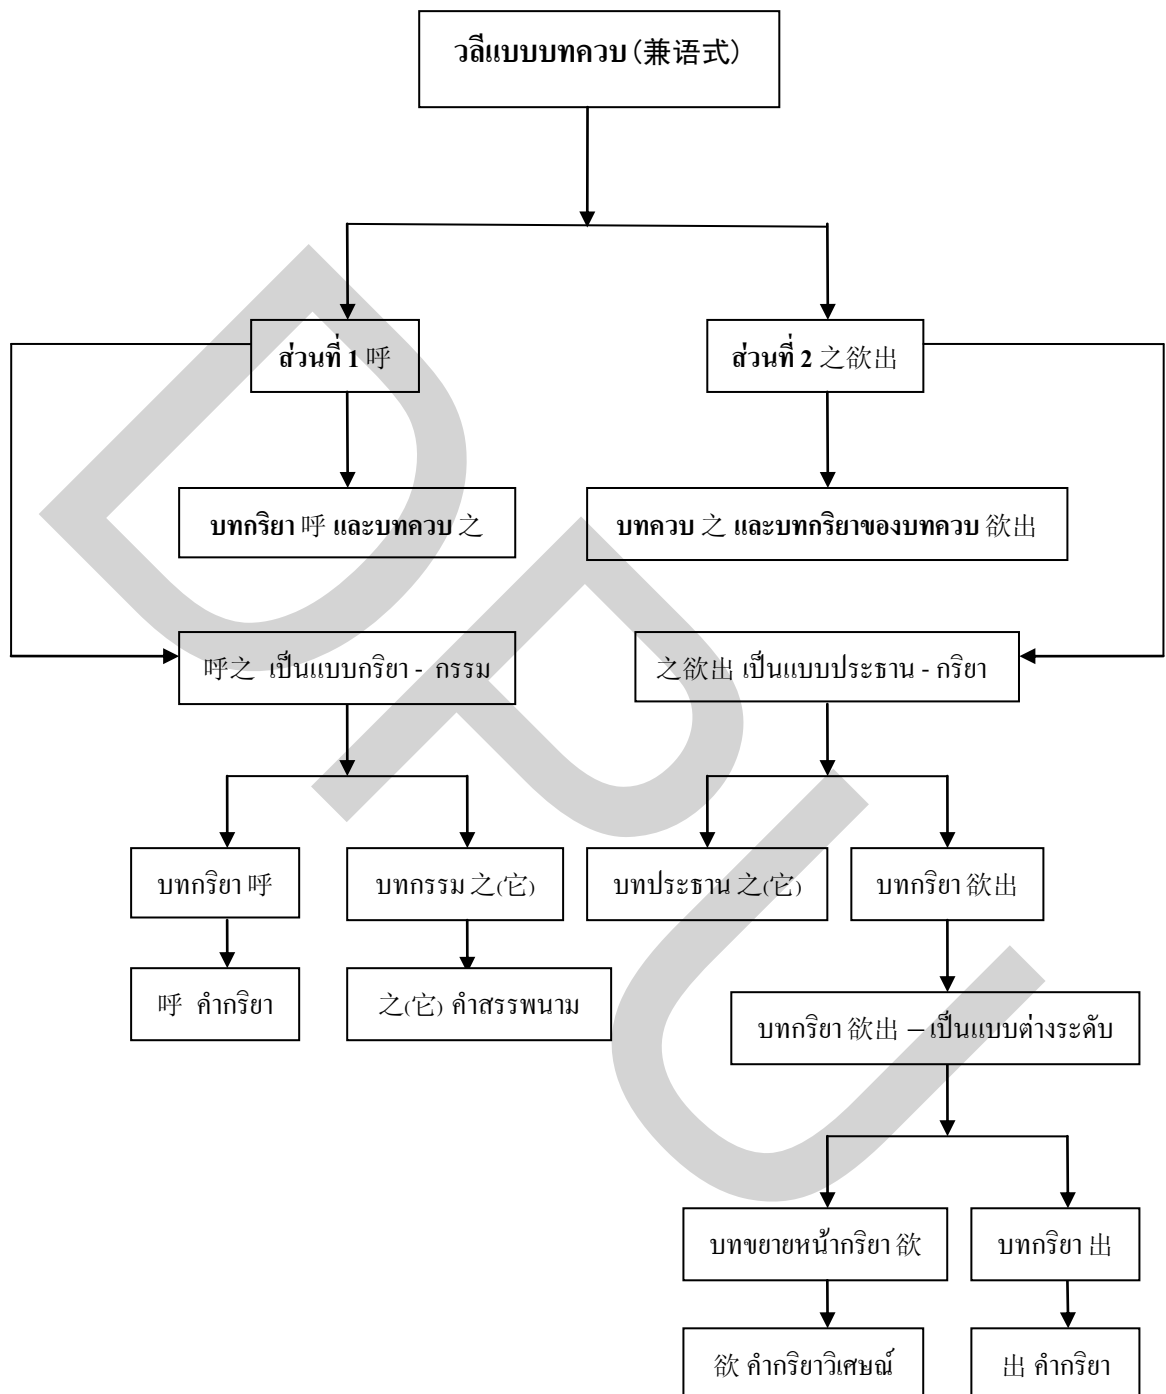 วลีแบบบทควบ (兼语式)
ส่วนที่ 1 呼
ส่วนที่ 2 之欲出
บทกริยา 呼 และบทควบ 之
บทควบ 之 และบทกริยาของบทควบ 欲出
呼之 เป็นแบบกริยา - กรรม
之欲出 เป็นแบบประธาน - กริยา
บทกริยา 呼
บทกรรม 之(它)
บทประธาน 之(它)
บทกริยา 欲出
呼 คำกริยา
之(它) คำสรรพนาม
บทกริยา 欲出 – เป็นแบบต่างระดับ
บทขยายหน้ากริยา 欲
บทกริยา 出
欲 คำกริยาวิเศษณ์
出 คำกริยา
DPU